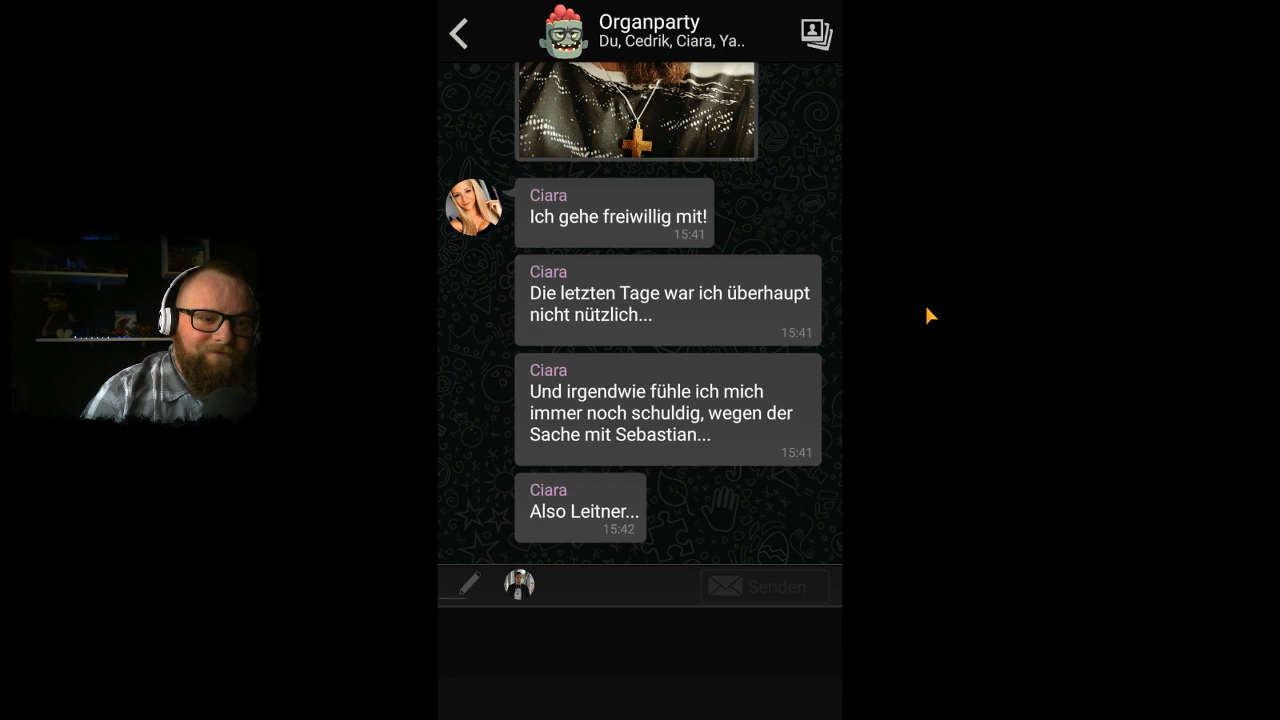 Organparty
Du, Cedrik, Ciara, Ya..
15:41
Ciara
Ich gehe freiwillig mit!
15:41
Ciara
Die letzten Tage war ich überhaupt
nicht nützlich...
15:41
Ciara
Und irgendwie fühle ich mich
immer noch schuldig, wegen der
Sache mit Sebastian...
15:41
Ciara
Also Leitner...
15:42
Senden